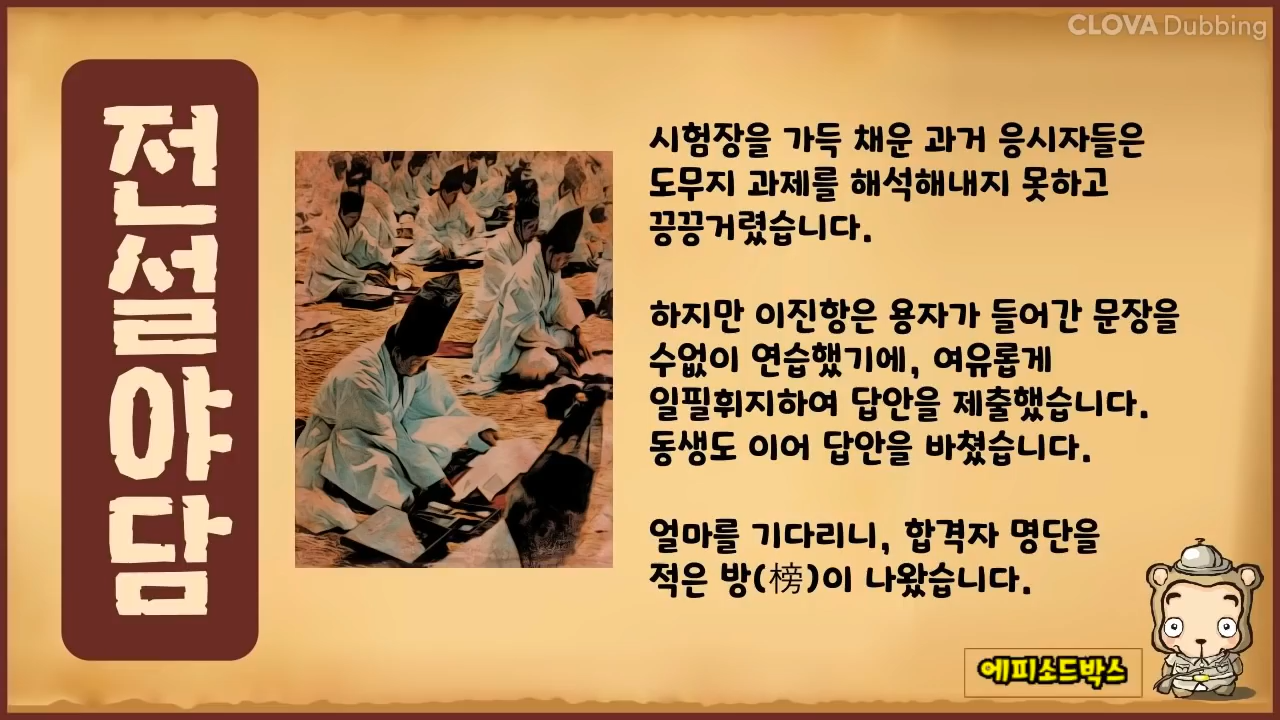 CLOVA Dubbing
전설야담
시험장을 가득 채운 과거 응시자들은
도무지 과제를 해석해내지 못하고
끙끙거렸습니다.
하지만 이진항은 용자가 들어간 문장을
수없이 연습했기에, 여유롭게
일필휘지하여 답안을 제출했습니다.
동생도 이어 답안을 바쳤습니다.
얼마를 기다리니, 합격자 명단을
적은 방(榜)이 나왔습니다.
에피소드박스